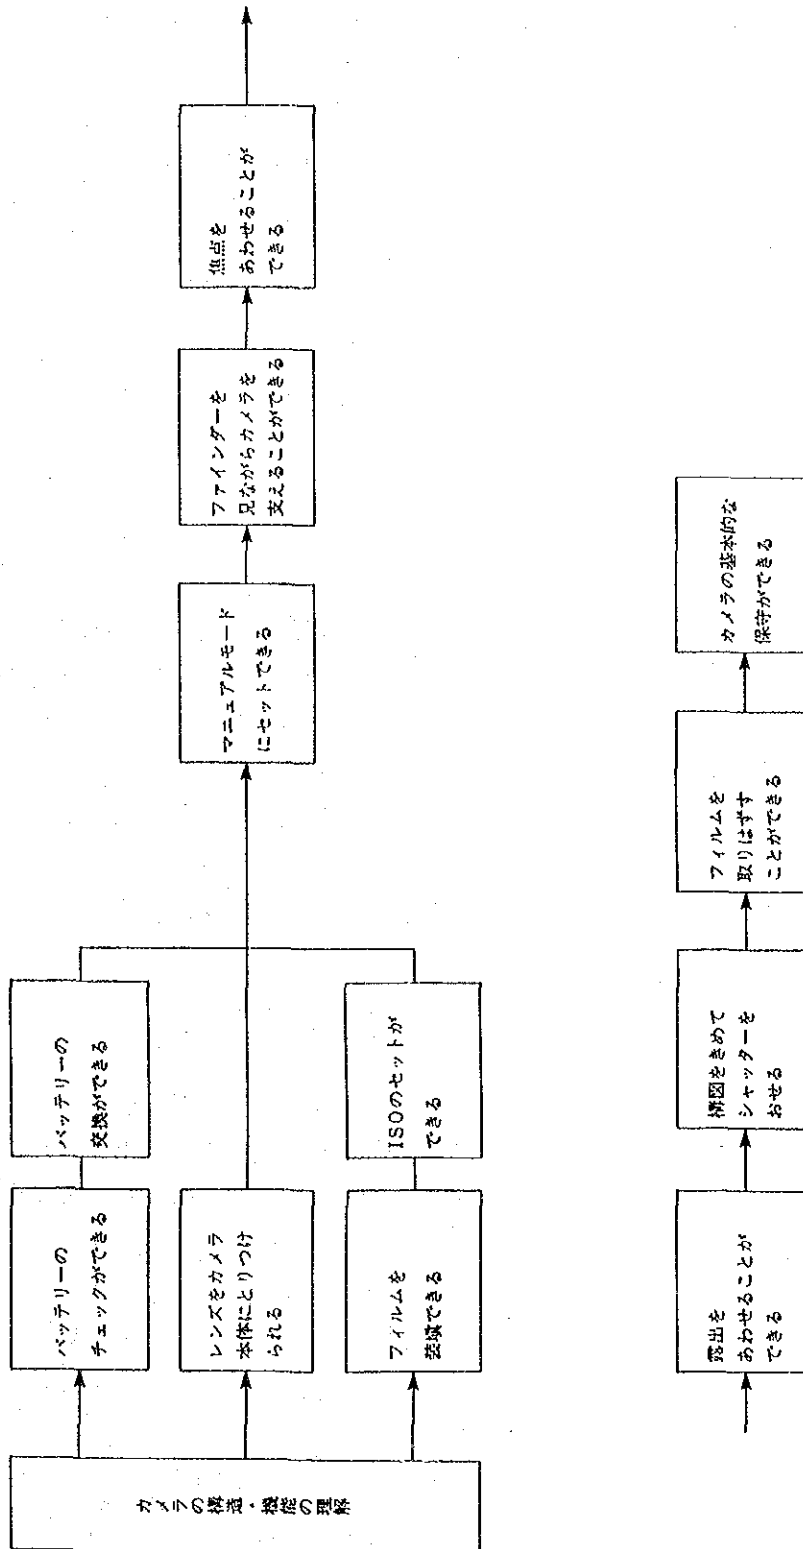 カメラの構造・機能の理解
バッテリーの
チェックができる
バッテリーの
交換ができる
レンズをカメラ
本体にとりつけ
られる
フィルムを
装塡できる
ISOのセットが
できる
マニュアルモード
にセットできる
ファインダーを
見ながらカメラを
支えることができる
焦点を
あわせることが
できる
露出を
あわせることが
できる
構図をきめて
シャッターを
おせる
フィルムを
取りはずす
ことができる
カメラの基本的な
保守ができる